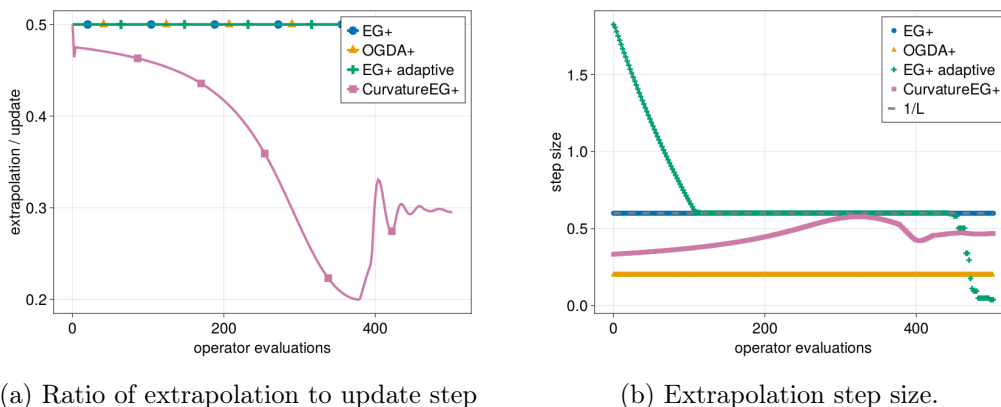 0.5
0.4
0.3
0.2
extrapolation / update
0
200
400
operator evaluations
EG+
OGDA+
EG+ adaptive
CurvatureEG+
1.5
1.0
0.5
0.0
step size
0
200
400
operator evaluations
EG+
OGDA+
EG+ adaptive
CurvatureEG+
1/L
a) Ratio of extrapolation to update step
(b) Extrapolation step size.